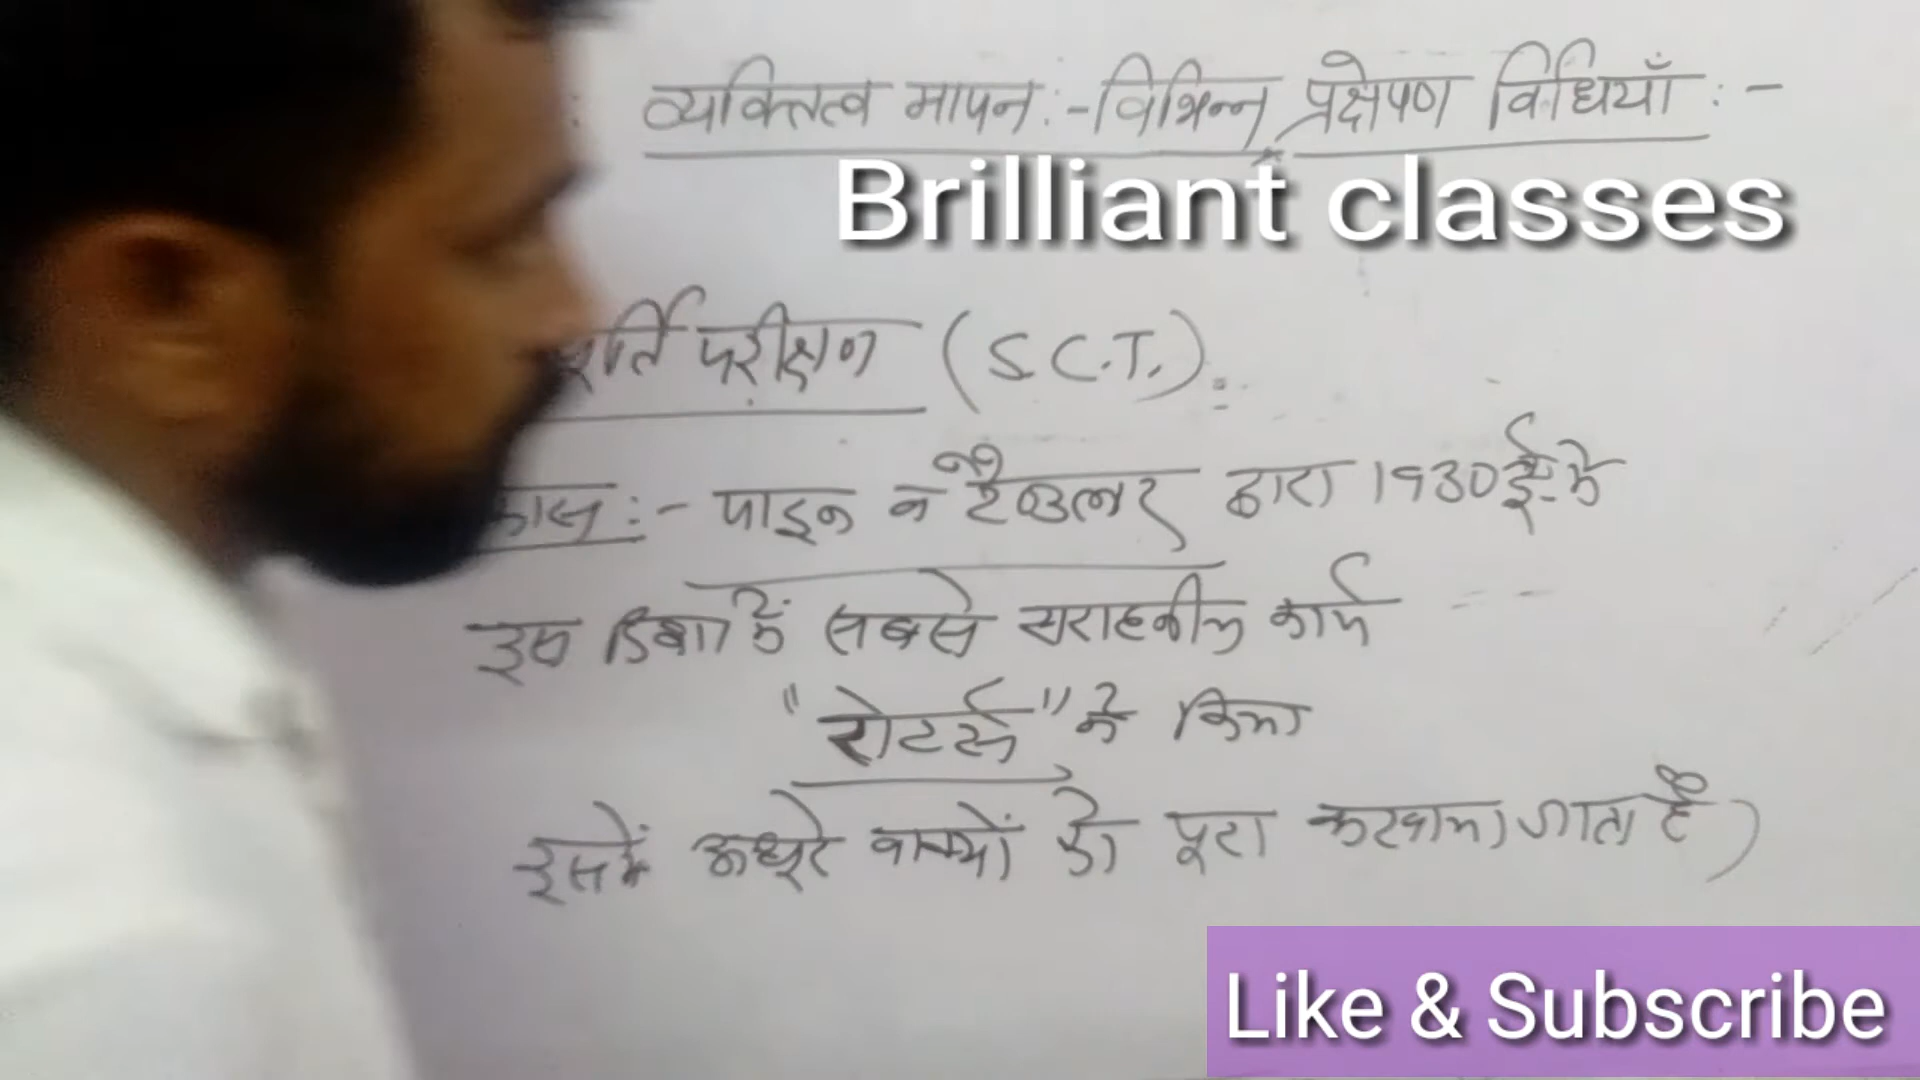 व्यक्तित्व मापन :- विभिन्न प्रक्षेपण विधियाँ :-
Brilliant classes
पूर्ति परीक्षण (S.C.T.)
:- पाइन व टैण्डलर द्वारा 1930 ई. में
इस दिशा में सबसे सराहनीय कार्य
"रोटर्स" ने किया
इसमें अधूरे वाक्यों को पूरा करवाया जाता है)
Like & Subscribe